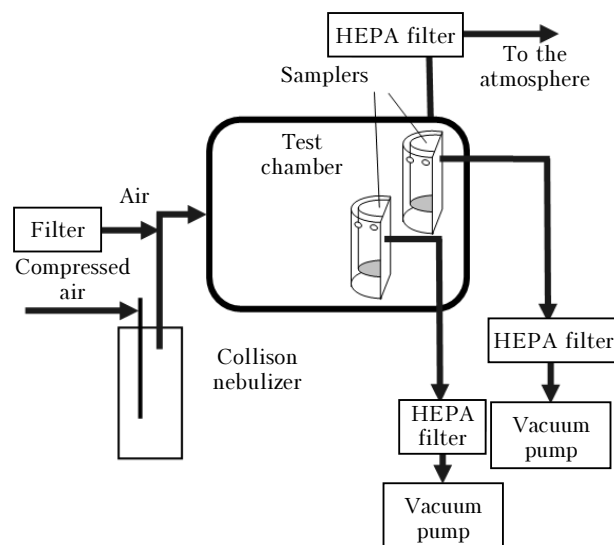 HEPA filter
To the
atmosphere
Samplers
Test
chamber
Air
Filter
Compressed
air
Collison
nebulizer
HEPA filter
HEPA
filter
Vacuum
pump
Vacuum
pump